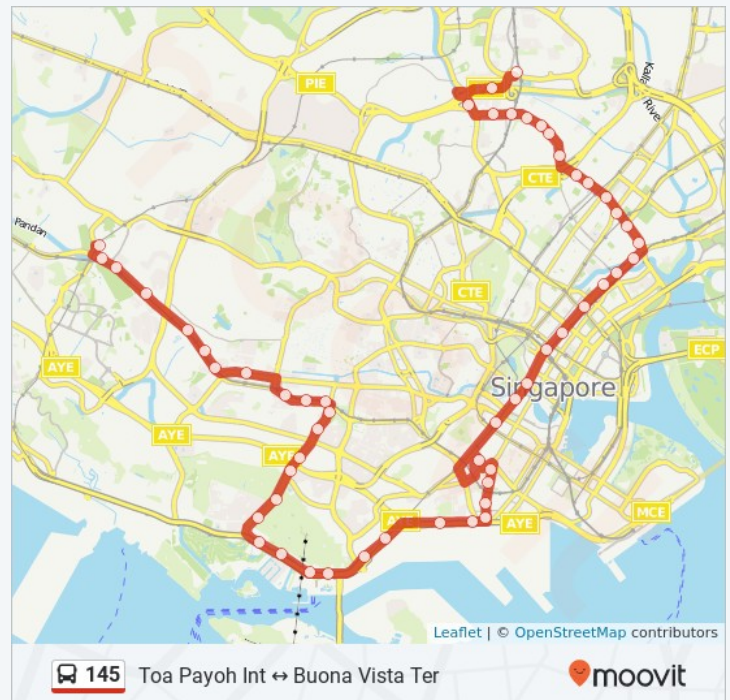 PIE
Kalla
River
CTE
Pandan
CTE
ECP
AYE
Singapore
AYE
AYE
AYE
AYE
MCE
Leaflet | © OpenStreetMap contributors
145 Toa Payoh Int ↔ Buona Vista Ter
moovit